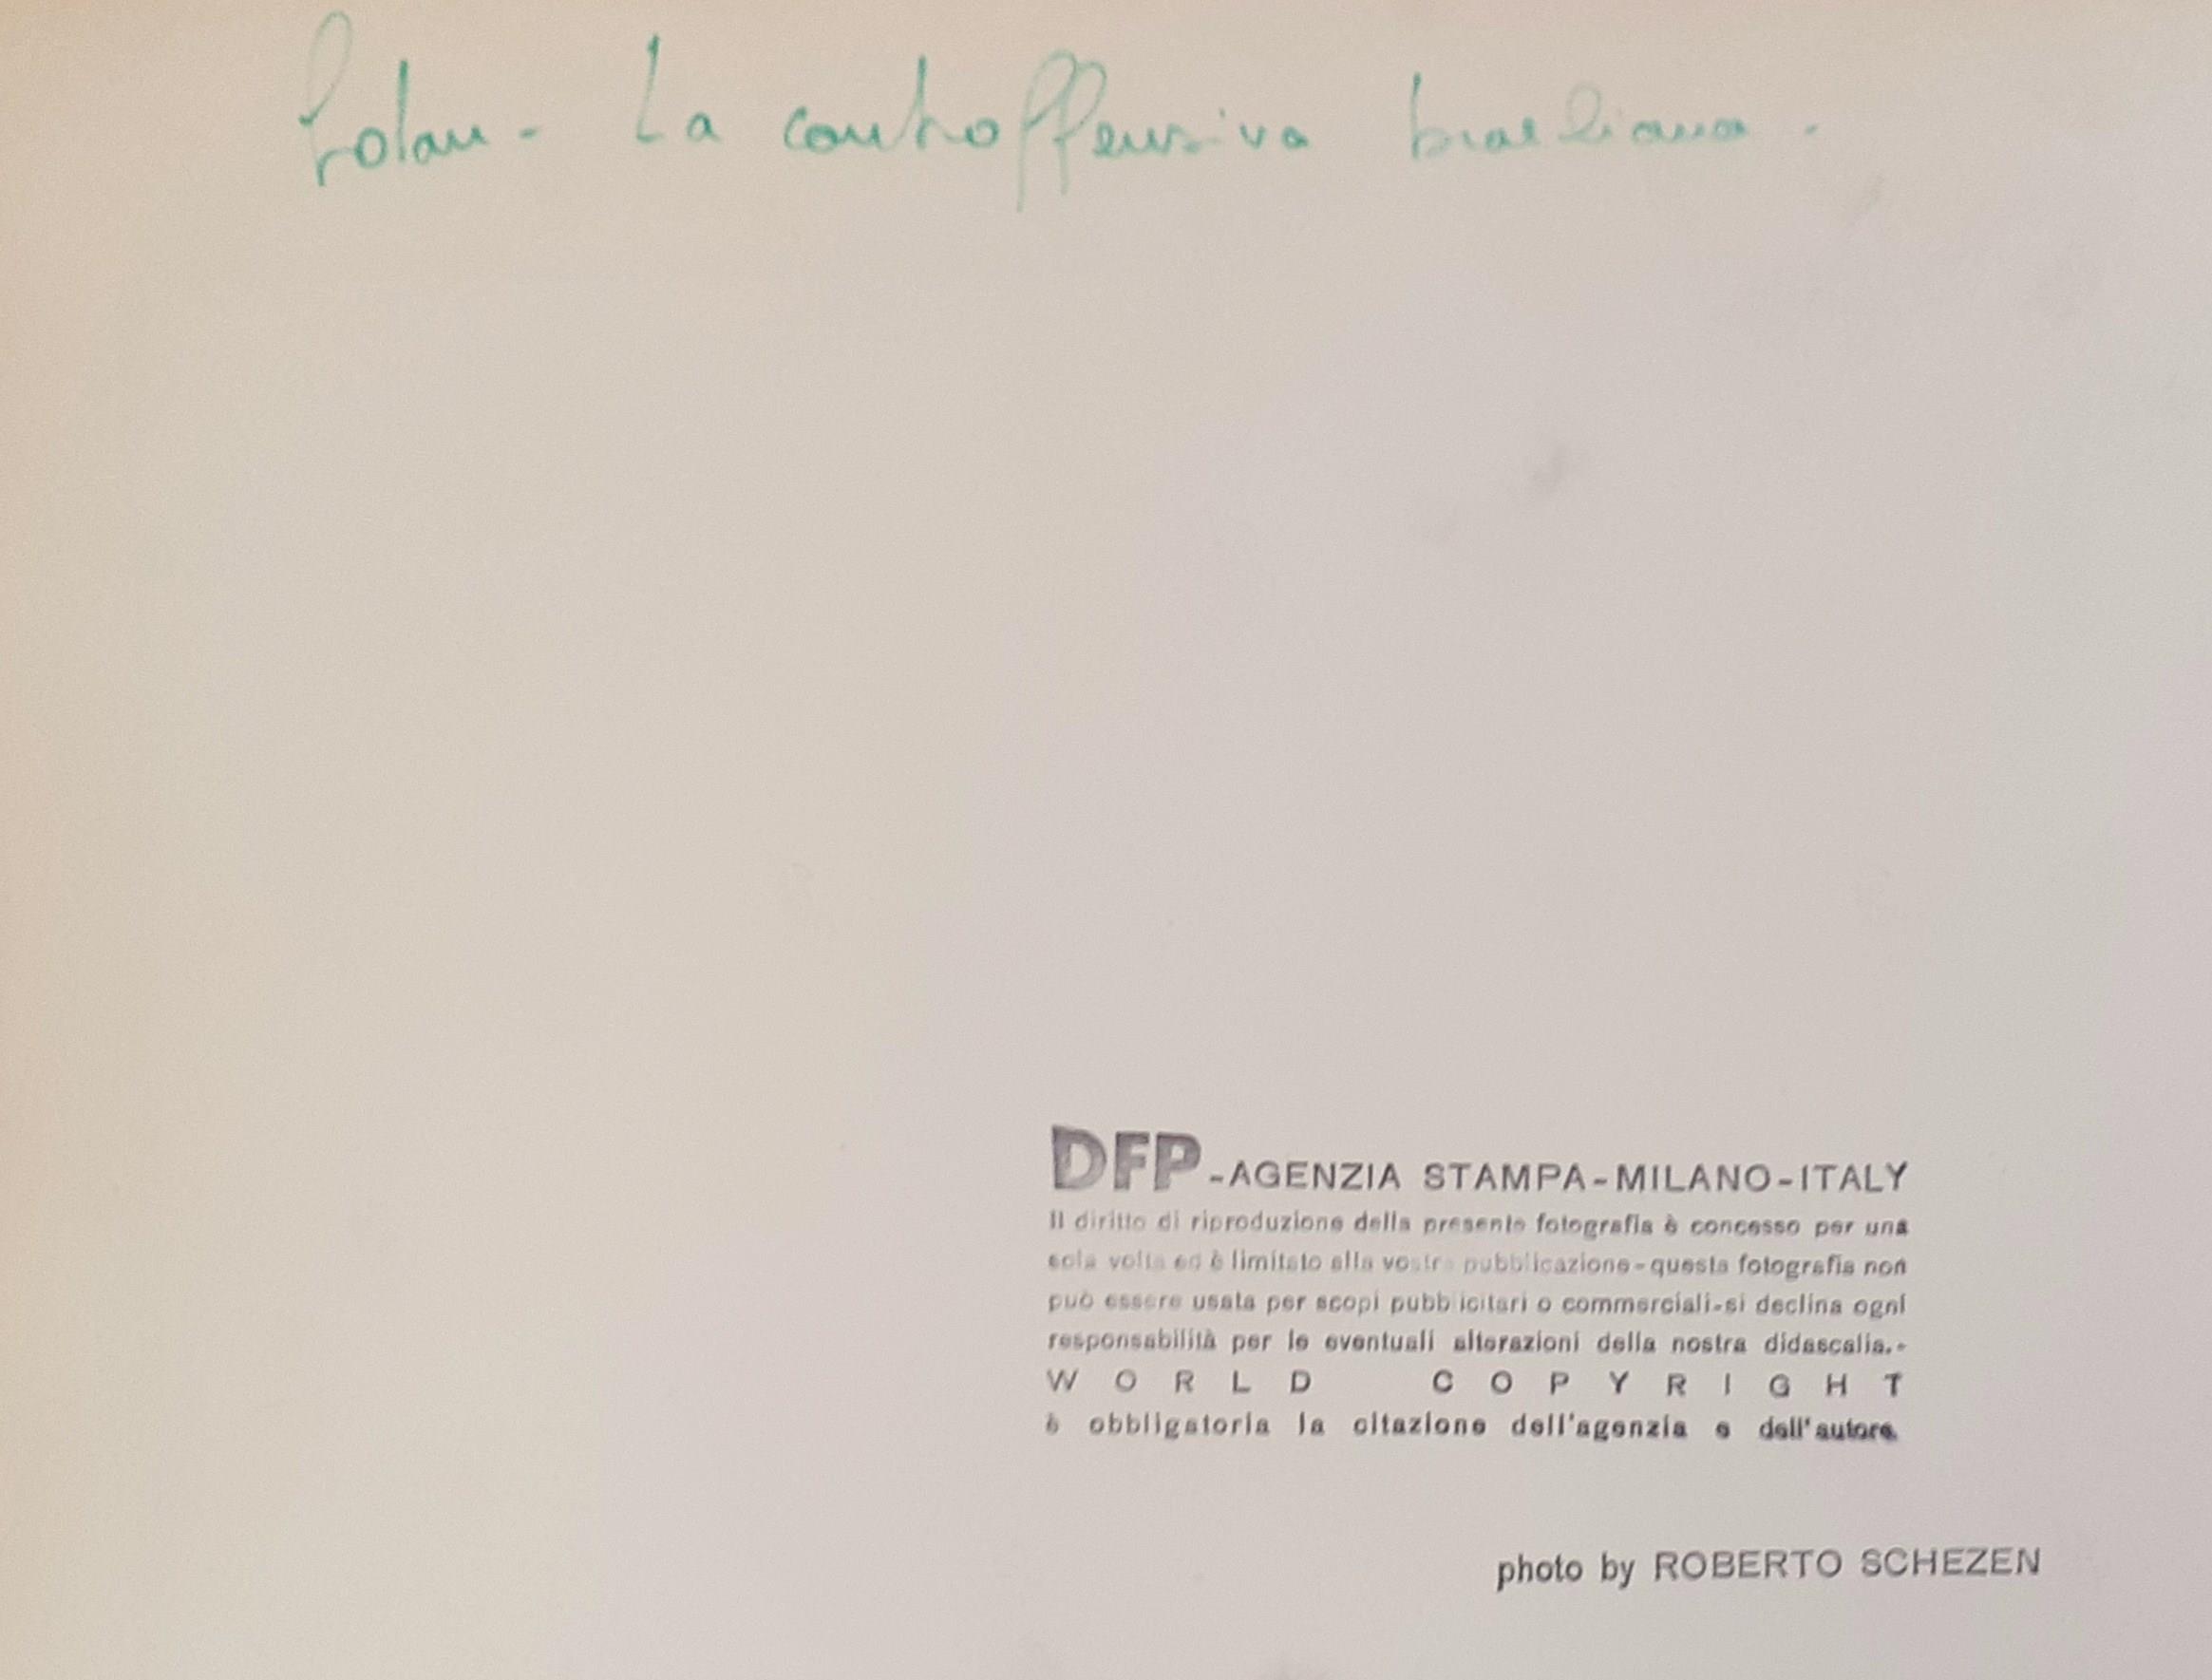 Golan - La controffensiva israeliana -
DFP - AGENZIA STAMPA - MILANO - ITALY
Il diritto di riproduzione della presente fotografia è concesso per una
sola volta ed è limitato alla vostra pubblicazione - questa fotografia non
può essere usata per scopi pubblicitari o commerciali - si declina ogni
responsabilità per le eventuali alterazioni della nostra didascalia. -
WORLD COPYRIGHT
è obbligatoria la citazione dell'agenzia e dell'autore.
photo by ROBERTO SCHEZEN